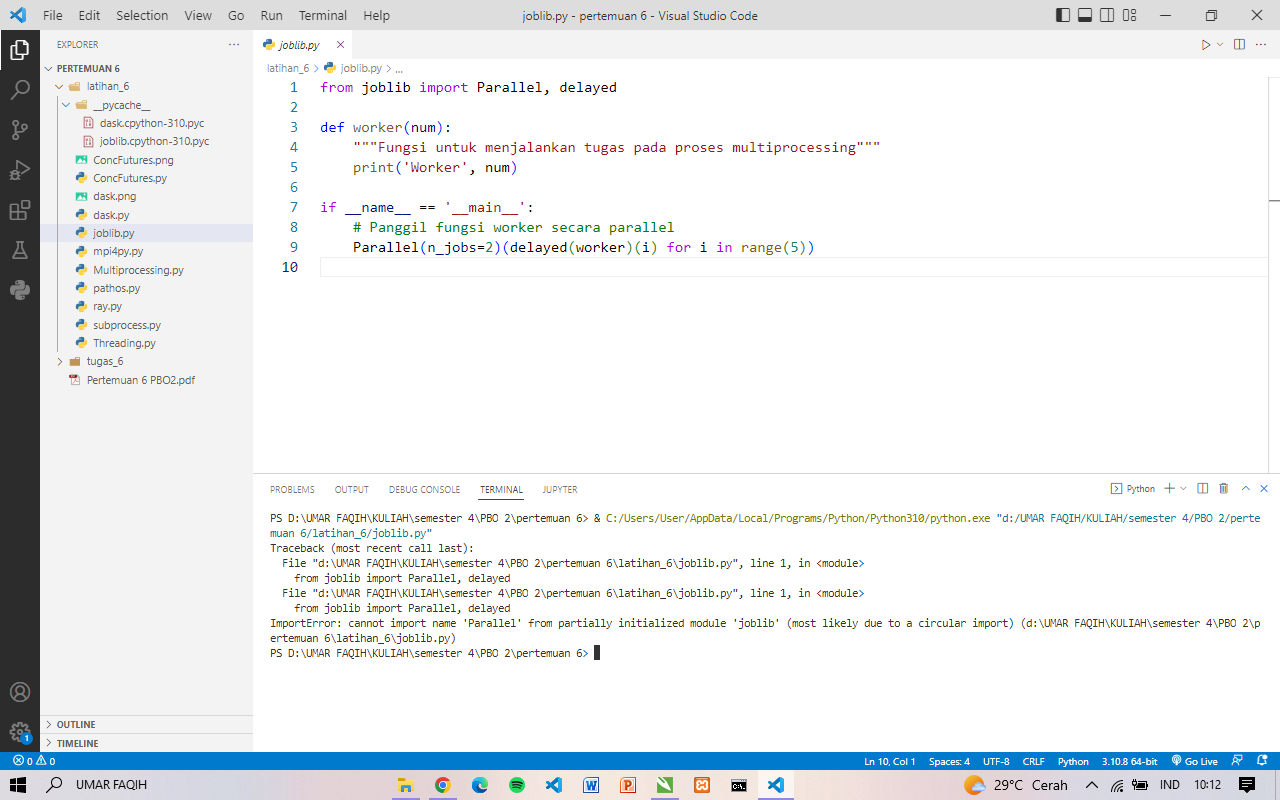 File Edit Selection View Go Run Terminal Help joblib.py - pertemuan 6 - Visual Studio Code
EXPLORER
PERTEMUAN 6
latihan_6
__pycache__
dask.cpython-310.pyc
joblib.cpython-310.pyc
ConcFutures.png
ConcFutures.py
dask.png
dask.py
joblib.py
mpi4py.py
Multiprocessing.py
pathos.py
ray.py
subprocess.py
Threading.py
tugas_6
Pertemuan 6 PBO2.pdf
OUTLINE
TIMELINE
joblib.py
latihan_6 > joblib.py > ...
1 from joblib import Parallel, delayed
2
3 def worker(num):
4     """Fungsi untuk menjalankan tugas pada proses multiprocessing"""
5     print('Worker', num)
6
7 if __name__ == '__main__':
8     # Panggil fungsi worker secara parallel
9     Parallel(n_jobs=2)(delayed(worker)(i) for i in range(5))
10
PROBLEMS OUTPUT DEBUG CONSOLE TERMINAL JUPYTER
Python
PS D:\UMAR FAQIH\KULIAH\semester 4\PBO 2\pertemuan 6> & C:/Users/User/AppData/Local/Programs/Python/Python310/python.exe "d:/UMAR FAQIH/KULIAH/semester 4/PBO 2/perte
muan 6/latihan_6/joblib.py"
Traceback (most recent call last):
  File "d:\UMAR FAQIH\KULIAH\semester 4\PBO 2\pertemuan 6\latihan_6\joblib.py", line 1, in <module>
    from joblib import Parallel, delayed
  File "d:\UMAR FAQIH\KULIAH\semester 4\PBO 2\pertemuan 6\latihan_6\joblib.py", line 1, in <module>
    from joblib import Parallel, delayed
ImportError: cannot import name 'Parallel' from partially initialized module 'joblib' (most likely due to a circular import) (d:\UMAR FAQIH\KULIAH\semester 4\PBO 2\p
ertemuan 6\latihan_6\joblib.py)
PS D:\UMAR FAQIH\KULIAH\semester 4\PBO 2\pertemuan 6>
1
0 0 Ln 10, Col 1 Spaces: 4 UTF-8 CRLF Python 3.10.8 64-bit Go Live
UMAR FAQIH 29°C Cerah IND 10:12